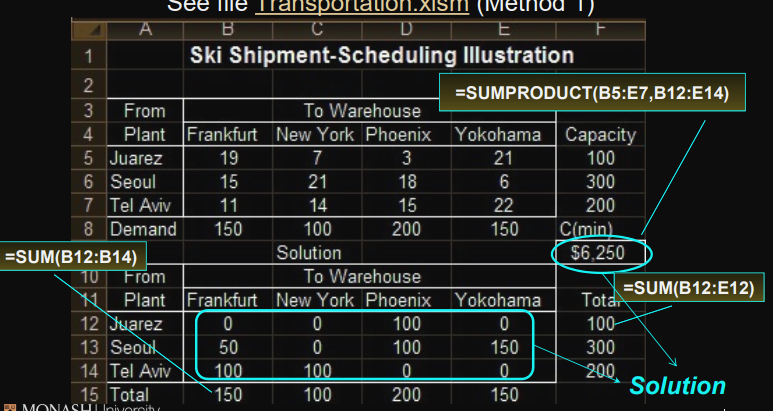 See file Transportation.xlsm (Method 1)
A B C D E F
1 Ski Shipment-Scheduling Illustration
2
=SUMPRODUCT(B5:E7,B12:E14)
3 From To Warehouse
4 Plant Frankfurt New York Phoenix Yokohama Capacity
5 Juarez 19 7 3 21 100
6 Seoul 15 21 18 6 300
7 Tel Aviv 11 14 15 22 200
8 Demand 150 100 200 150 C(min)
=SUM(B12:B14) Solution $6,250
10 From To Warehouse
=SUM(B12:E12)
11 Plant Frankfurt New York Phoenix Yokohama Total
12 Juarez 0 0 100 0 100
13 Seoul 50 0 100 150 300
14 Tel Aviv 100 100 0 0 200
Solution
15 Total 150 100 200 150
MONASH University